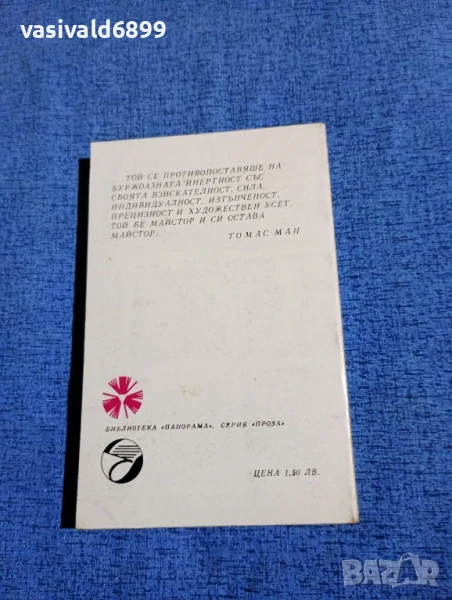 vasivald6899
...ТОЙ СЕ ПРОТИВОПОСТАВЯШЕ НА
БУРЖОАЗНАТА ИНЕРТНОСТ СЪС
СВОЯТА ВЗИСКАТЕЛНОСТ, СИЛА,
ИНДИВИДУАЛНОСТ, ИЗТЪНЧЕНОСТ,
ПРЕЦИЗНОСТ И ХУДОЖЕСТВЕН УСЕТ.
ТОЙ БЕ МАЙСТОР И СИ ОСТАВА
МАЙСТОР...
ТОМАС МАН
БИБЛИОТЕКА «ПАНОРАМА», СЕРИЯ «ПРОЗА»
ЦЕНА 1,50 ЛВ.
BAZAR